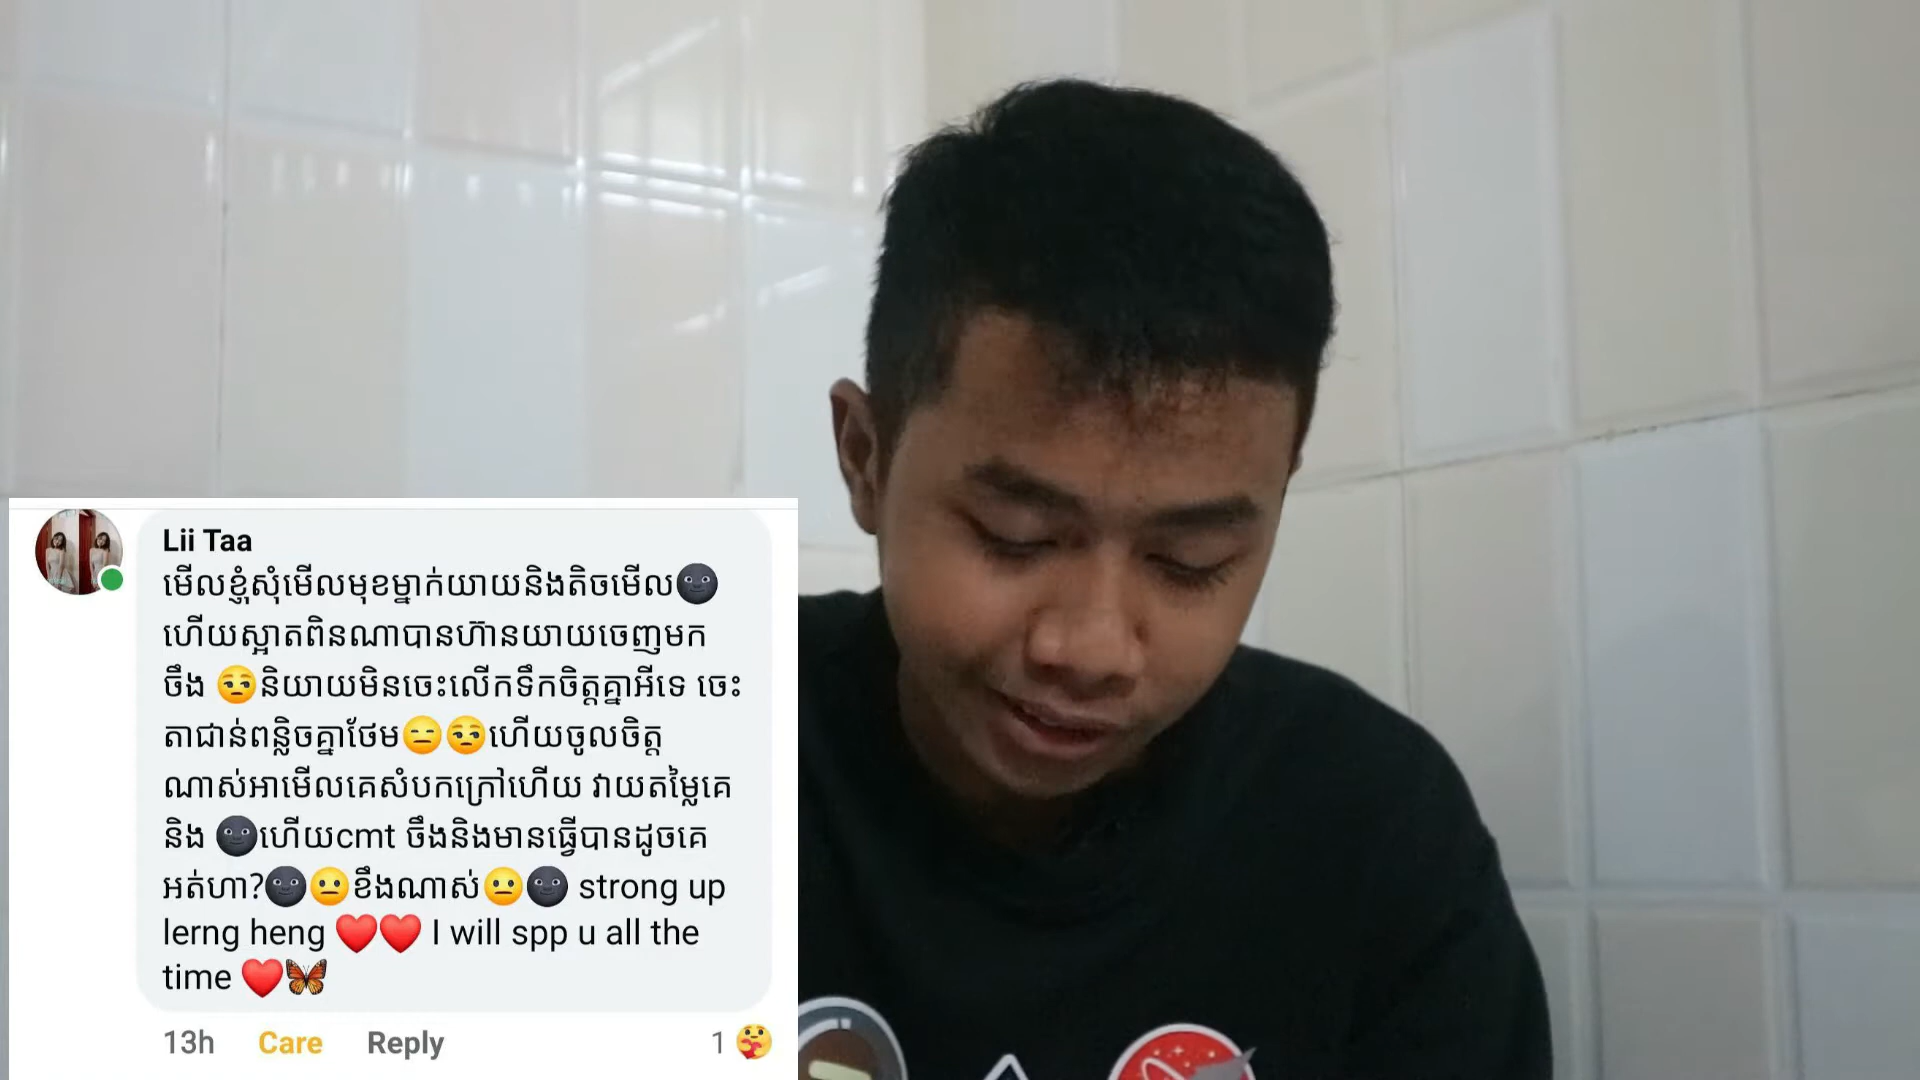 Lii Taa
មើលខ្ញុំសុំមើលមុខម្នាក់យាយនិងតិចមើល🌚
ហើយស្អាតពិនណាបានហ៊ានយាយចេញមក
ចឹង 😒និយាយមិនចេះលើកទឹកចិត្តគ្នាអីទេ ចេះ
តាជាន់ពន្លិចគ្នាថែម😑😒ហើយចូលចិត្ត
ណាស់អាមើលគេសំបកក្រៅហើយ វាយតម្លៃគេ
និង 🌚ហើយcmt ចឹងនិងមានធ្វើបានដូចគេ
អត់ហា?🌚😐ខឹងណាស់😐🌚 strong up
lerng heng ❤️❤️ I will spp u all the
time ❤️🦋
13h Care Reply 1